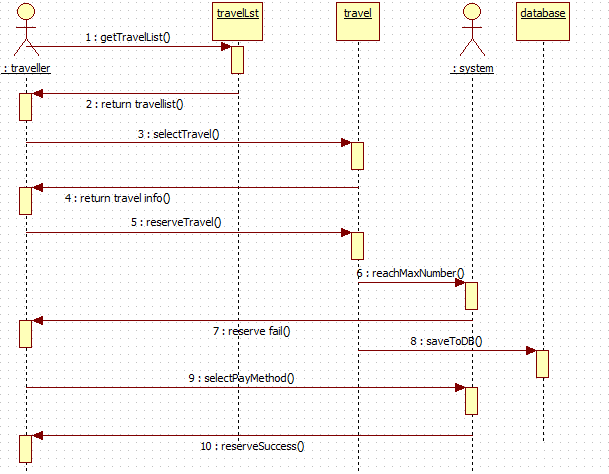 travelLst
travel
database
1 : getTravelList()
: traveller
: system
2 : return travellist()
3 : selectTravel()
4 : return travel info()
5 : reserveTravel()
6 : reachMaxNumber()
7 : reserve fail()
8 : saveToDB()
9 : selectPayMethod()
10 : reserveSuccess()